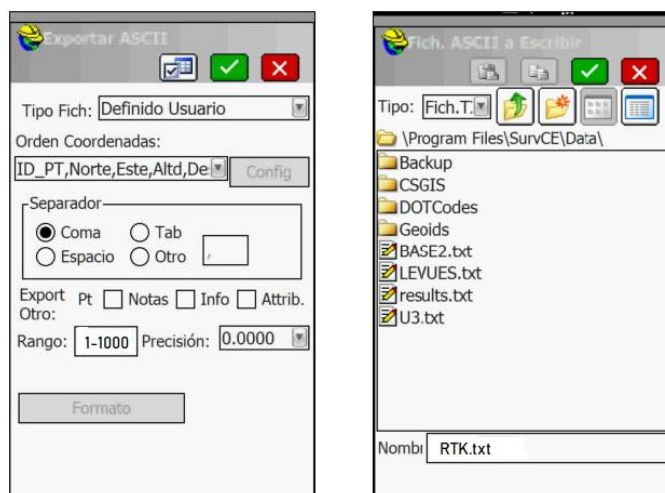 Exportar ASCII
Tipo Fich: Definido Usuario
Orden Coordenadas:
ID_PT,Norte,Este,Altd,De
Config
Separador
Coma Tab
Espacio Otro ,
Export Otro: Pt Notas Info Attrib.
Rango: 1-1000 Precisión: 0.0000
Formato
Fich. ASCII a Escribir
Tipo: Fich.T
\Program Files\SurvCE\Data\
Backup
CSGIS
DOTCodes
Geoids
BASE2.txt
LEVUES.txt
results.txt
U3.txt
Nombr RTK.txt